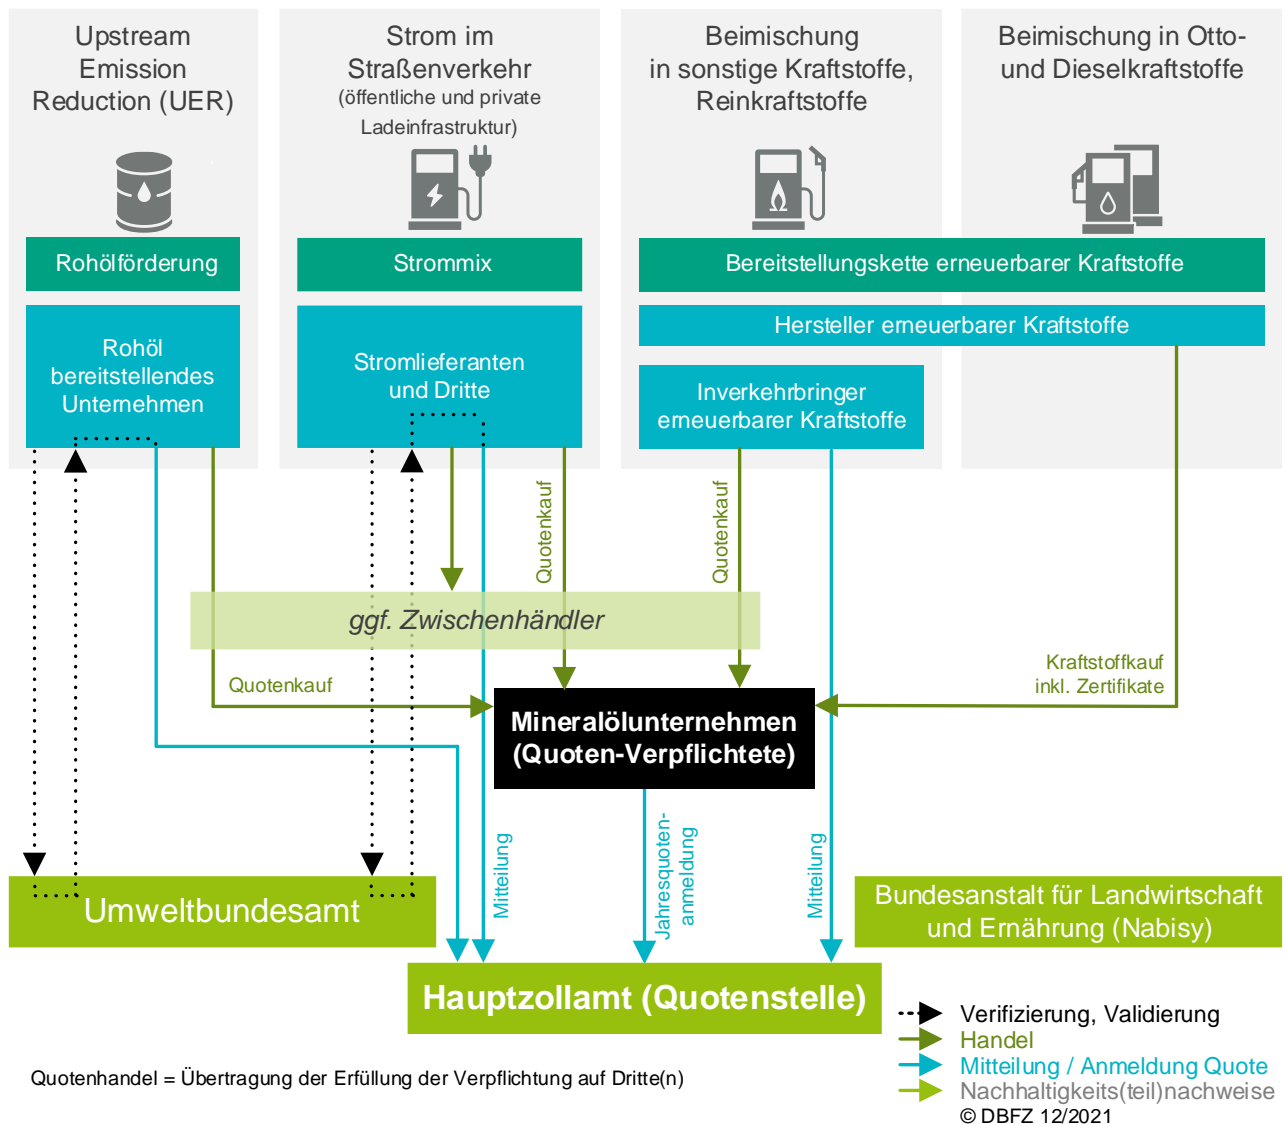 Upstream
Emission
Reduction (UER)
Strom im
Straßenverkehr
(öffentliche und private
Ladeinfrastruktur)
Beimischung
in sonstige Kraftstoffe,
Reinkraftstoffe
Beimischung in Otto-
und Dieselkraftstoffe
Rohölförderung
Strommix
Bereitstellungskette erneuerbarer Kraftstoffe
Hersteller erneuerbarer Kraftstoffe
Rohöl
bereitstellendes
Unternehmen
Stromlieferanten
und Dritte
Inverkehrbringer
erneuerbarer Kraftstoffe
Quotenkauf
Quotenkauf
ggf. Zwischenhändler
Quotenkauf
Kraftstoffkauf
inkl. Zertifikate
Mineralölunternehmen
(Quoten-Verpflichtete)
Mitteilung
Jahresquoten-
anmeldung
Mitteilung
Umweltbundesamt
Bundesanstalt für Landwirtschaft
und Ernährung (Nabisy)
Hauptzollamt (Quotenstelle)
Verifizierung, Validierung
Handel
Mitteilung / Anmeldung Quote
Nachhaltigkeits(teil)nachweise
© DBFZ 12/2021
Quotenhandel = Übertragung der Erfüllung der Verpflichtung auf Dritte(n)